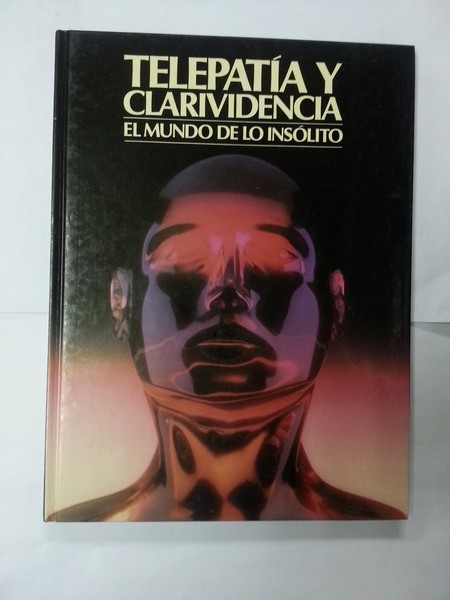 TELEPATÍA Y
CLARIVIDENCIA
EL MUNDO DE LO INSÓLITO